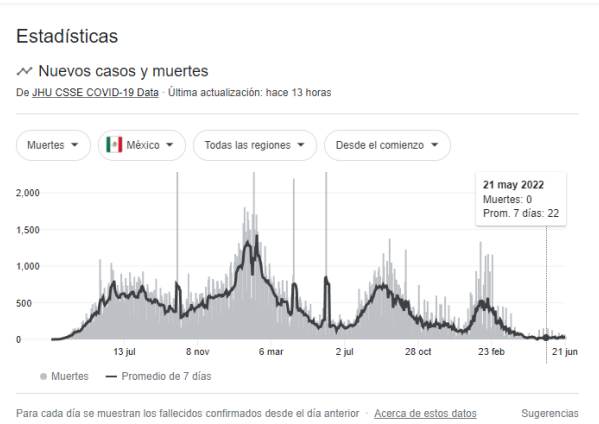 Estadísticas
Nuevos casos y muertes
De JHU CSSE COVID-19 Data · Última actualización: hace 13 horas
Muertes México Todas las regiones Desde el comienzo
21 may 2022
Muertes: 0
Prom. 7 días: 22
2,000
1,500
1,000
500
0
13 jul 8 nov 6 mar 2 jul 28 oct 23 feb 21 jun
Muertes Promedio de 7 días
Para cada día se muestran los fallecidos confirmados desde el día anterior · Acerca de estos datos Sugerencias